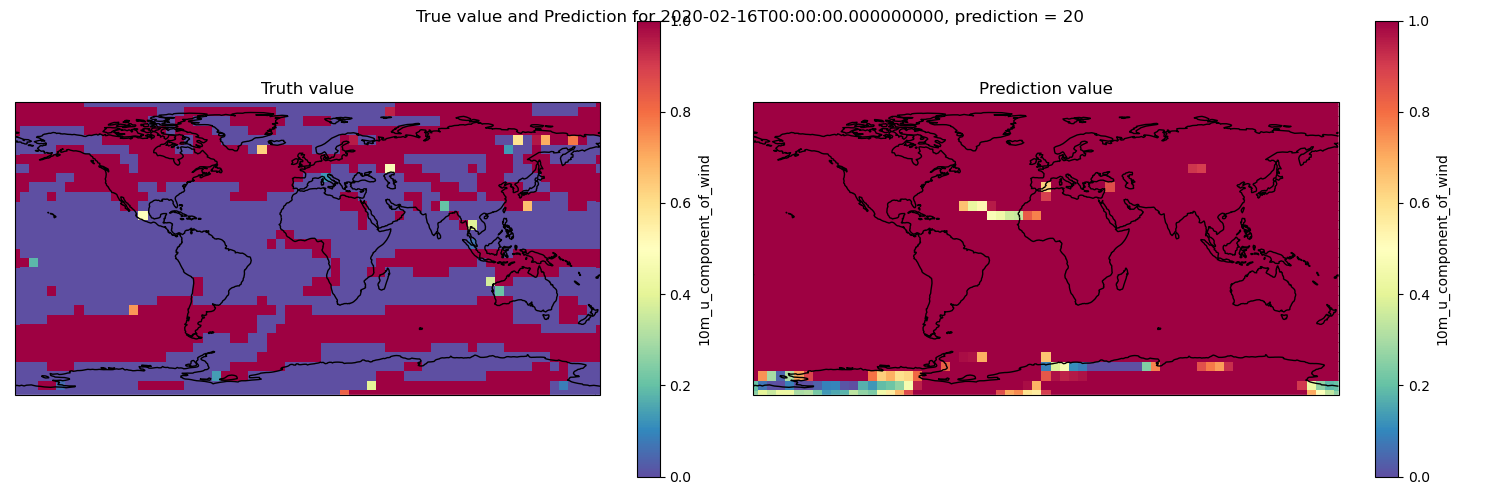 True value and Prediction for 2020-02-16T00:00:00.000000000, prediction = 20
Truth value
1.0
0.8
0.6
0.4
0.2
0.0
10m_u_component_of_wind
Prediction value
1.0
0.8
0.6
0.4
0.2
0.0
10m_u_component_of_wind